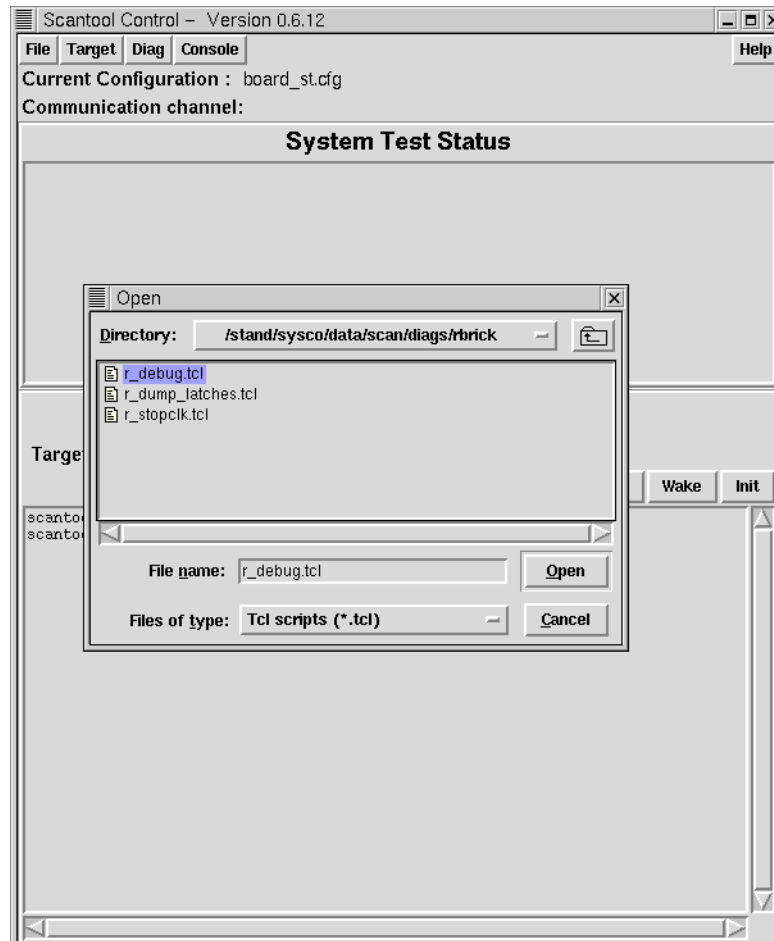 Scantool Control – Version 0.6.12
File Target Diag Console Help
Current Configuration : board_st.cfg
Communication channel:
System Test Status
Open
Directory: /stand/sysco/data/scan/diags/rbrick
r_debug.tcl
r_dump_latches.tcl
r_stopclk.tcl
Wake Init
File name: r_debug.tcl Open
Files of type: Tcl scripts (*.tcl) Cancel